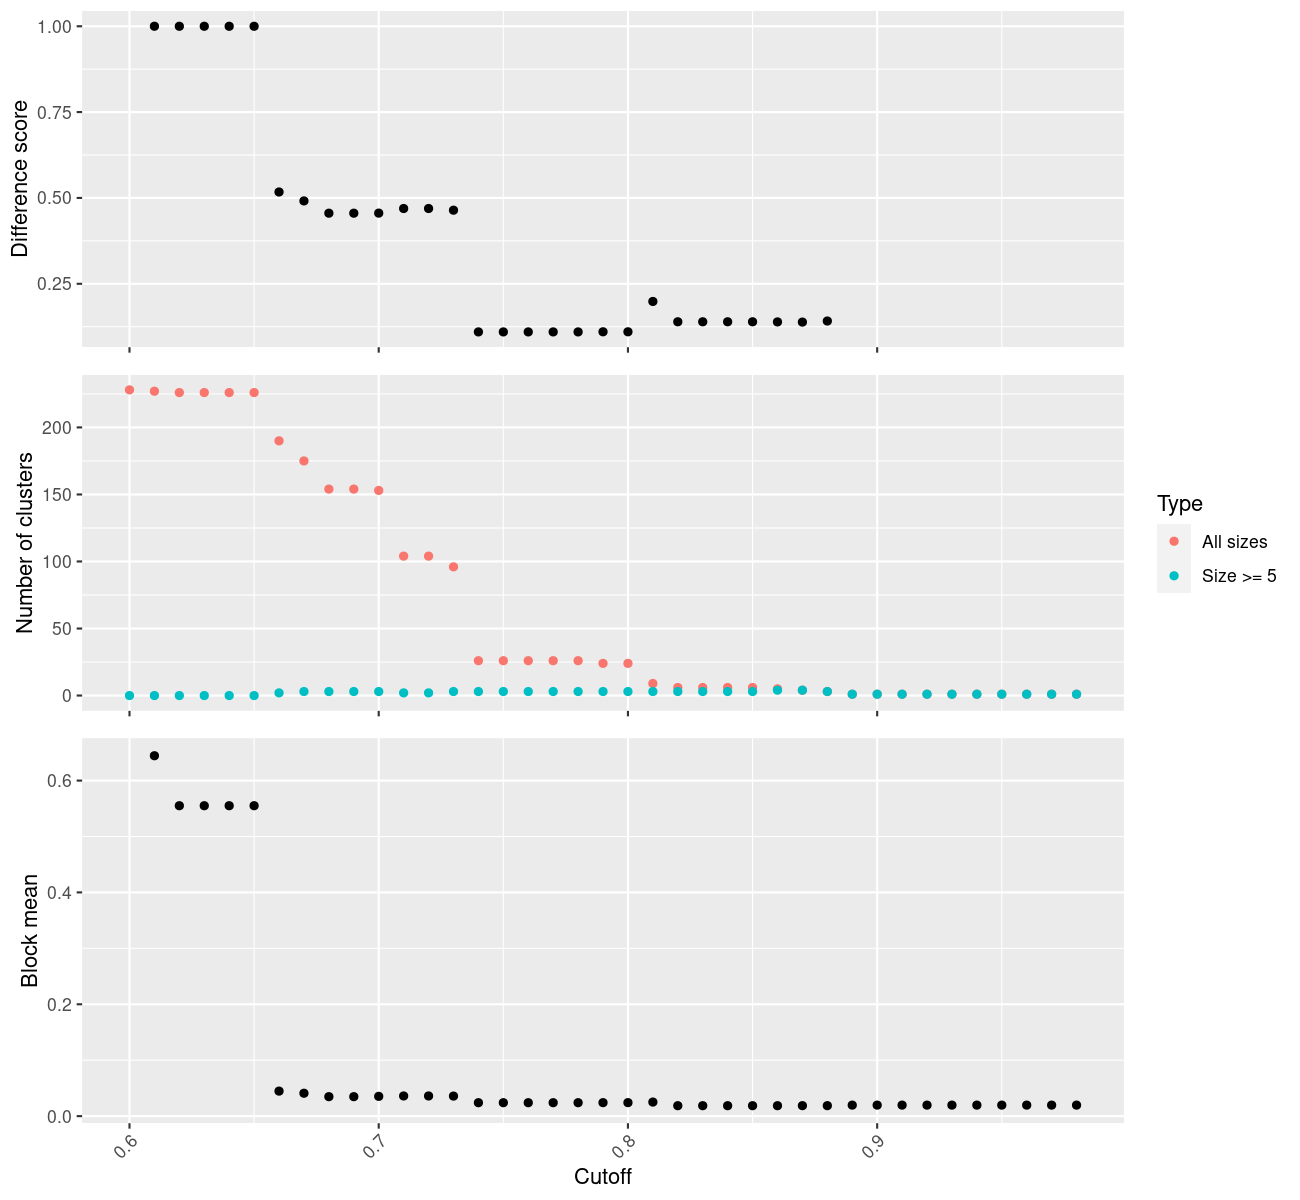 Difference score
1.00
0.75
0.50
0.25
Number of clusters
200
150
100
50
0
Type
All sizes
Size >= 5
Block mean
0.6
0.4
0.2
0.0
0.6 0.7 0.8 0.9
Cutoff